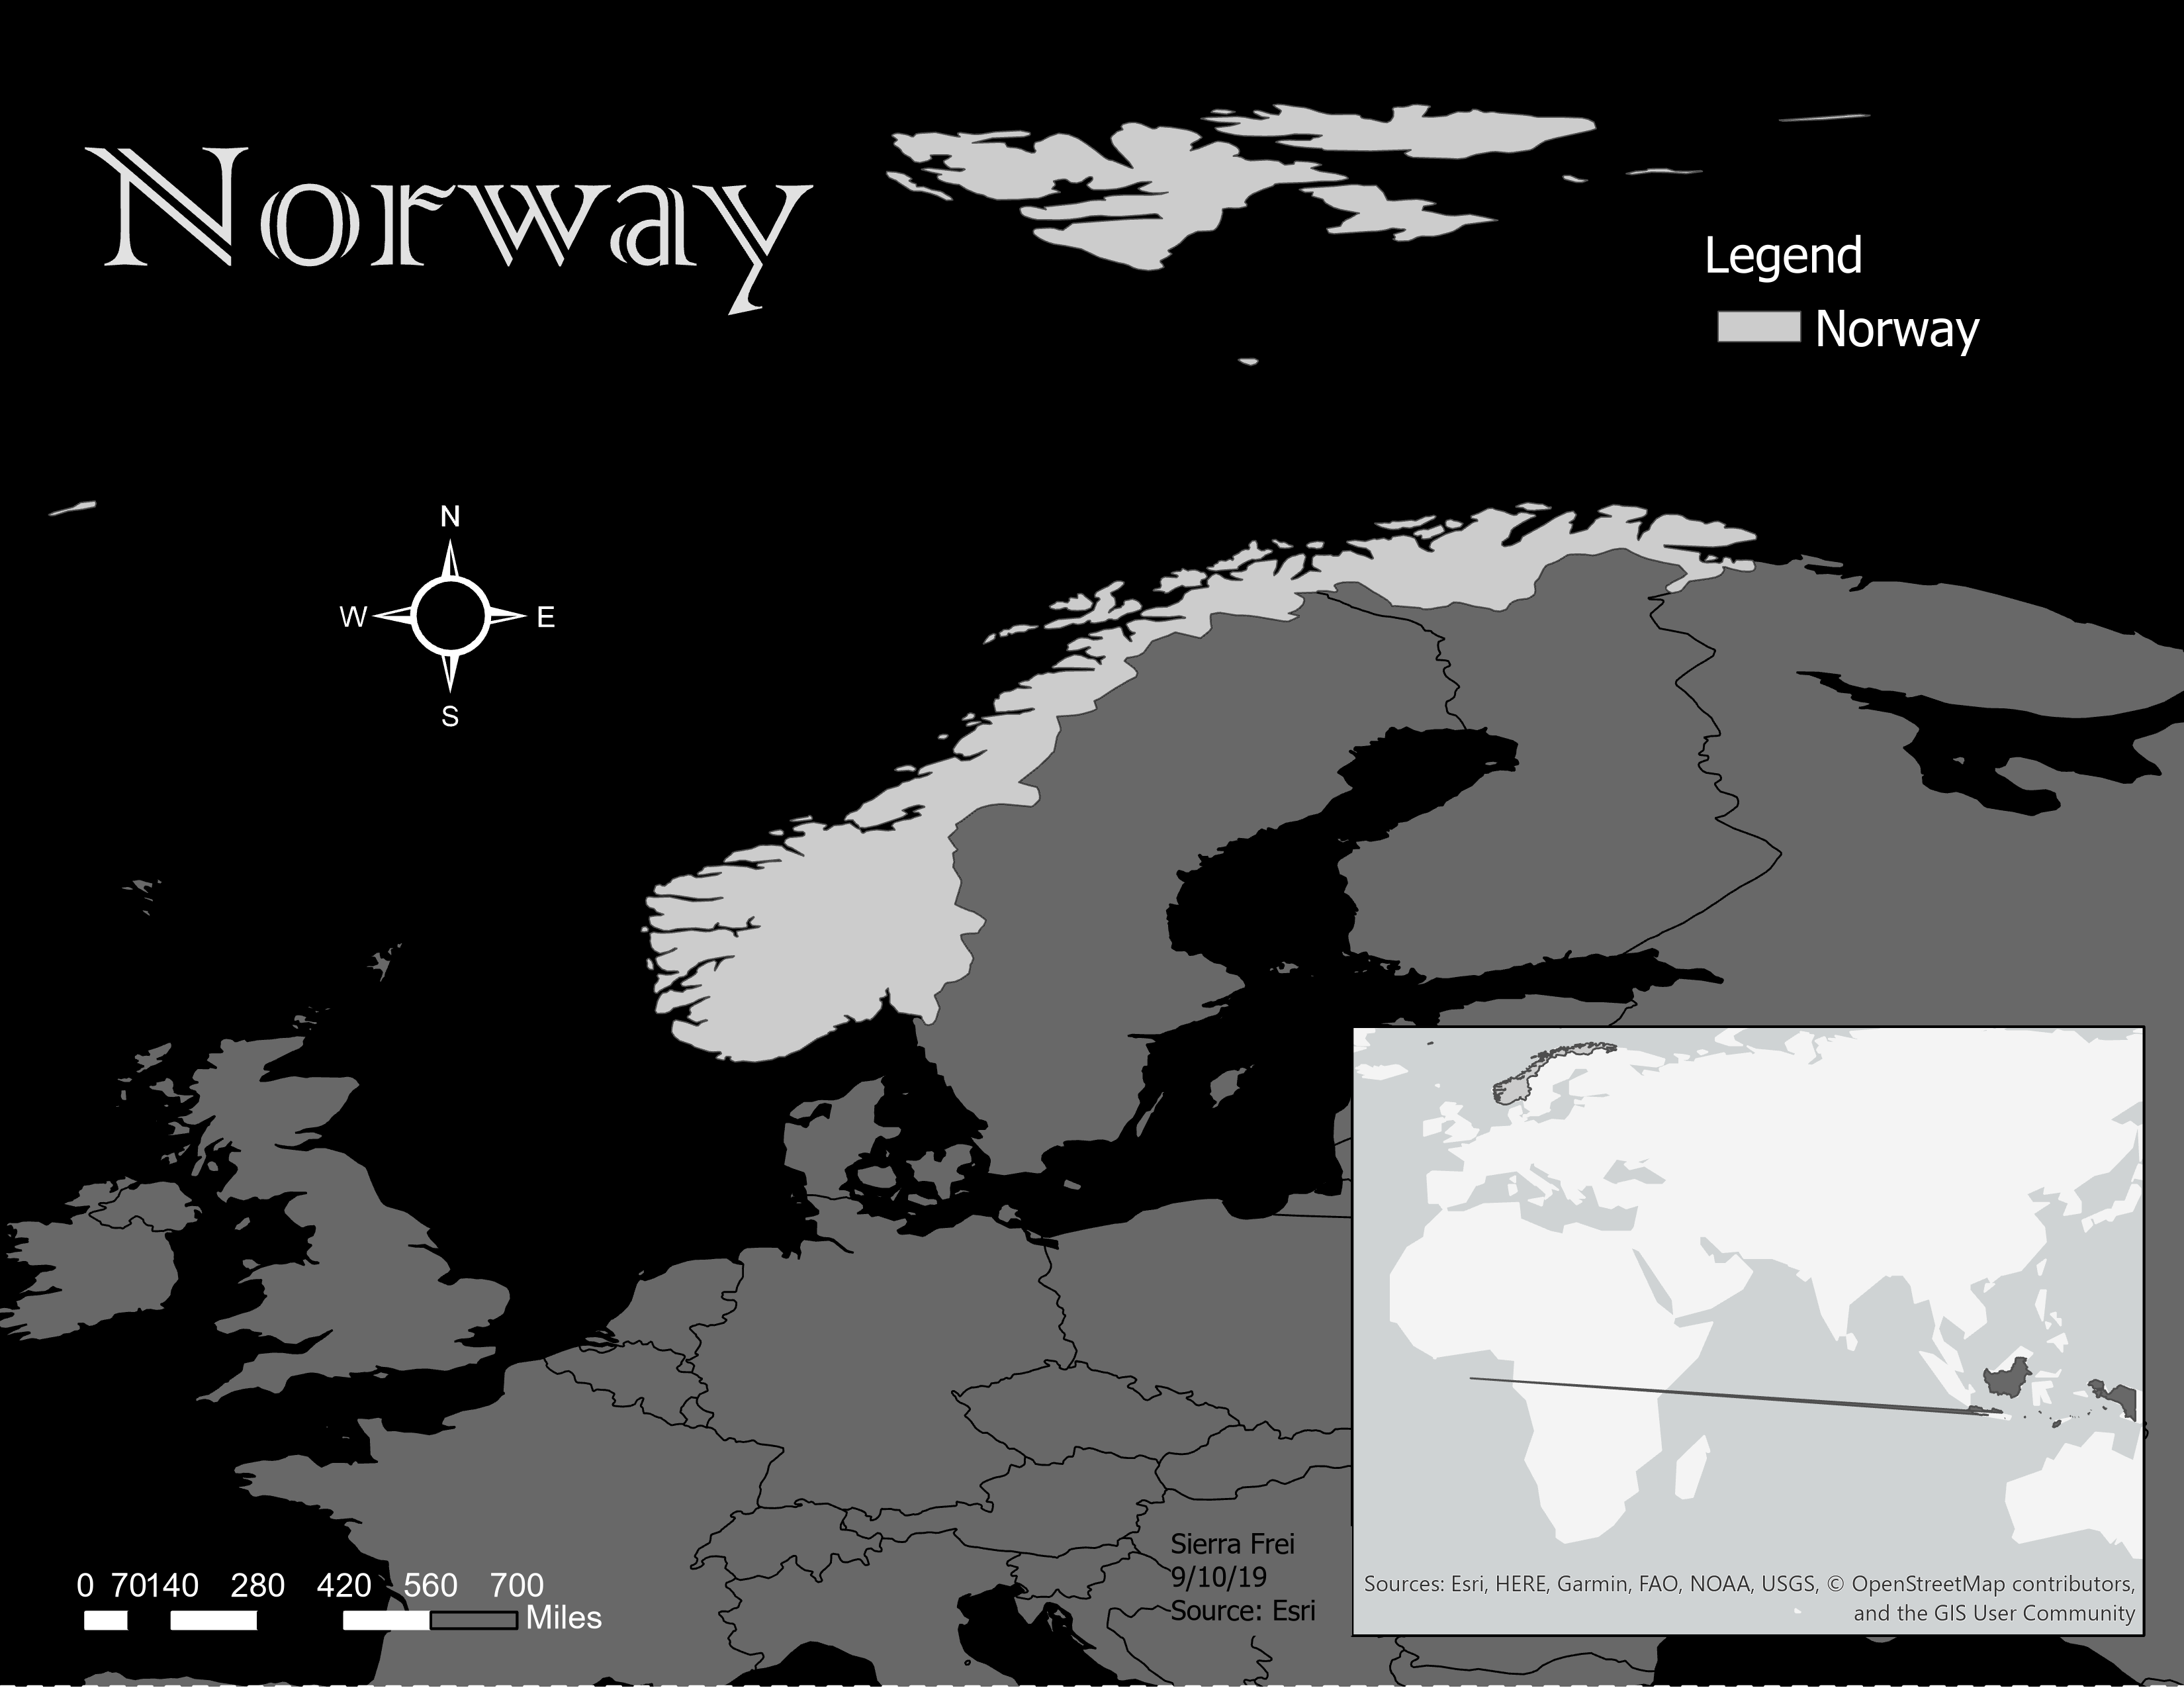 Norway
Legend
Norway
N
W E
S
0 70140 280 420 560 700
Miles
Sierra Frei
9/10/19
Source: Esri
Sources: Esri, HERE, Garmin, FAO, NOAA, USGS, © OpenStreetMap contributors,
and the GIS User Community